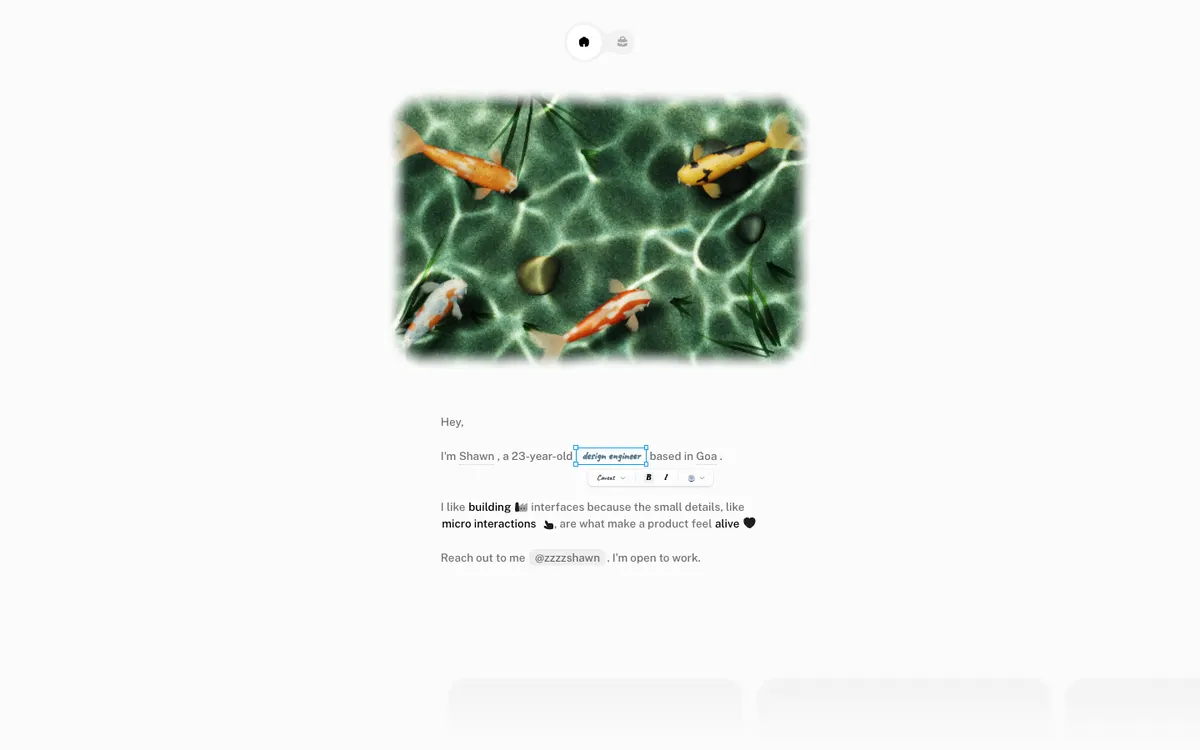 Hey,
I'm Shawn , a 23-year-old design engineer based in Goa .
Caveat B I
I like building interfaces because the small details, like
micro interactions , are what make a product feel alive
Reach out to me @zzzzshawn . I'm open to work.